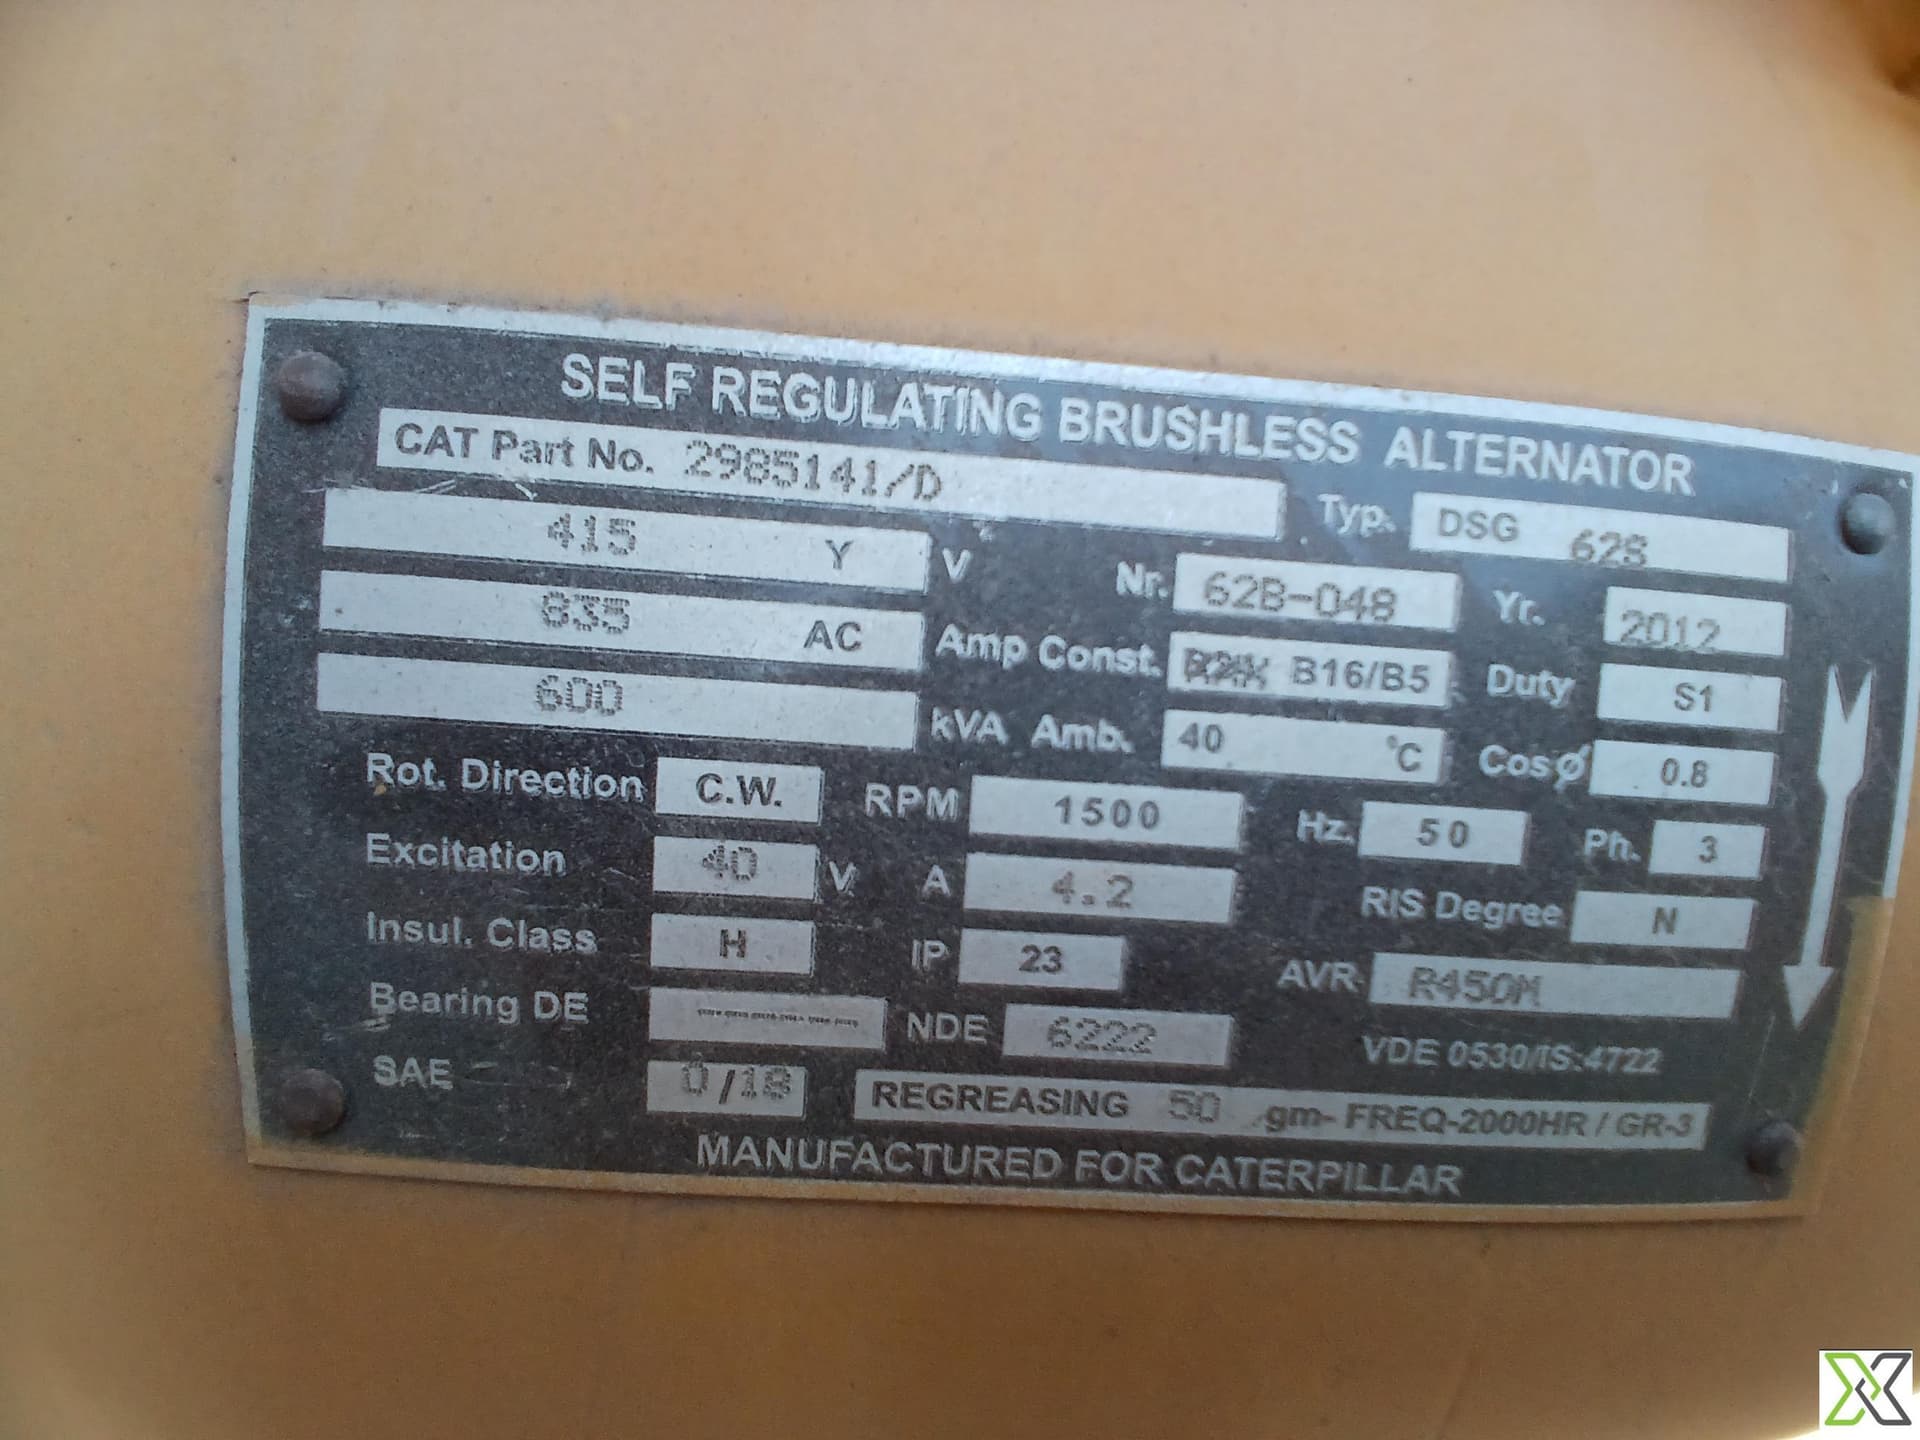 SELF REGULATING BRUSHLESS ALTERNATOR
CAT Part No. 2985141/D Typ. DSG 62S
415 Y V Nr. 62B-048 Yr. 2012
835 AC Amp Const. B16/B5 Duty S1
600 kVA Amb. 40 °C CosØ 0.8
Rot. Direction C.W. RPM 1500 Hz. 50 Ph. 3
Excitation 40 V A 4.2 RIS Degree N
Insul. Class H IP 23 AVR R450M
Bearing DE NDE 6222 VDE 0530/IS:4722
SAE 0/18 REGREASING 50 gm- FREQ-2000HR / GR-3
MANUFACTURED FOR CATERPILLAR